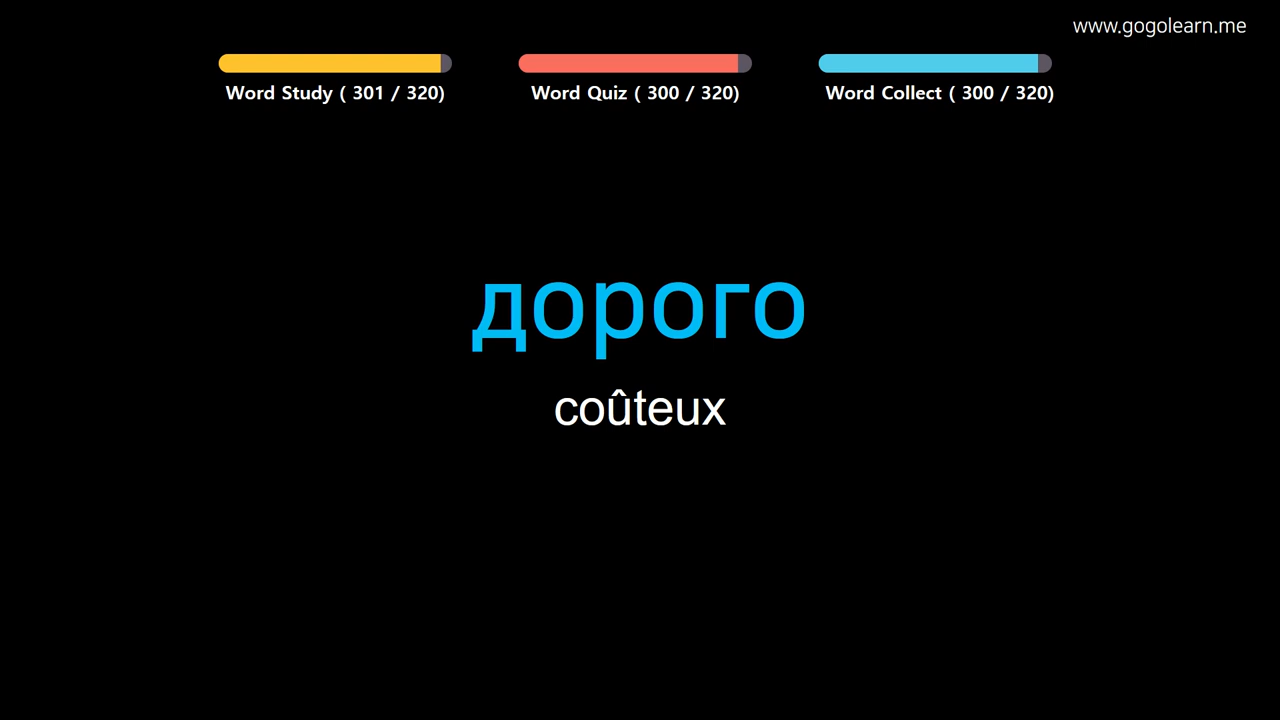 www.gogolearn.me
Word Study ( 301 / 320)
Word Quiz ( 300 / 320)
Word Collect ( 300 / 320)
дорого
coûteux